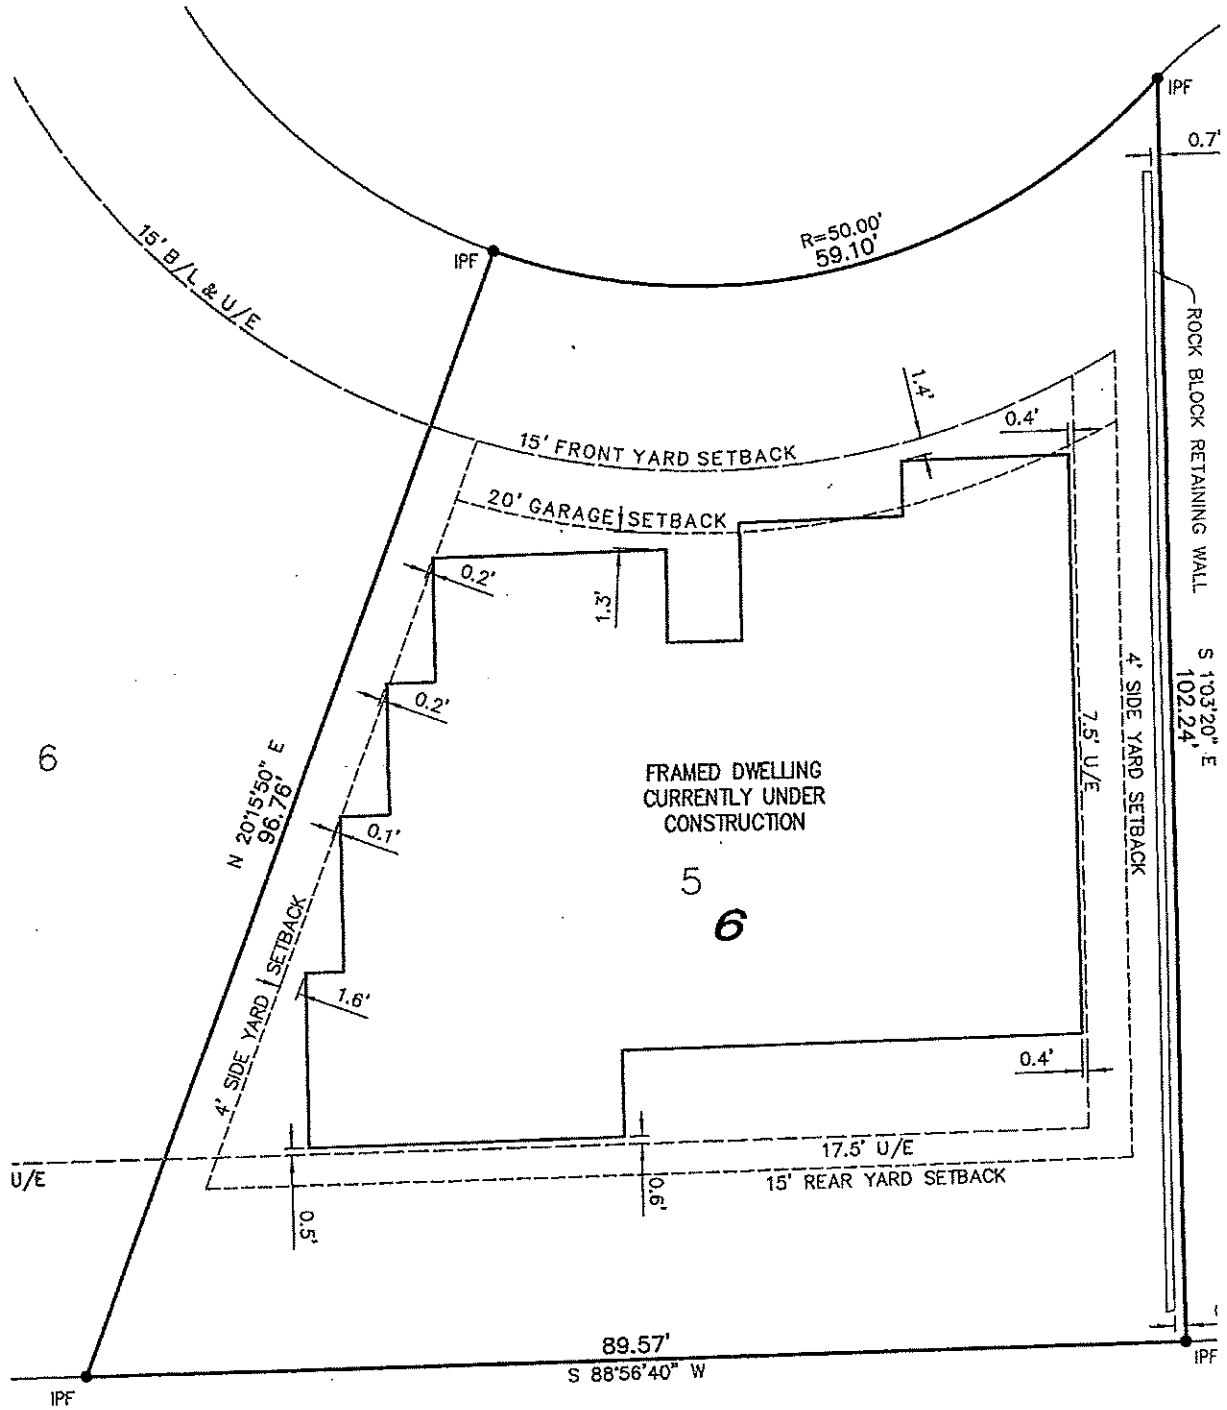 IPF
0.7'
R=50.00'
59.10'
15' B/L & U/E
IPF
ROCK BLOCK RETAINING WALL
1.4'
0.4'
15' FRONT YARD SETBACK
20' GARAGE SETBACK
0.2'
1.3'
0.2'
S 1°03'20" E
102.24'
4' SIDE YARD SETBACK
7.5' U/E
6
N 20°15'50" E
96.76'
FRAMED DWELLING
CURRENTLY UNDER
CONSTRUCTION
0.1'
5
6
4' SIDE YARD SETBACK
1.6'
0.4'
17.5' U/E
U/E
15' REAR YARD SETBACK
0.6'
0.5'
89.57'
S 88°56'40" W
IPF
IPF